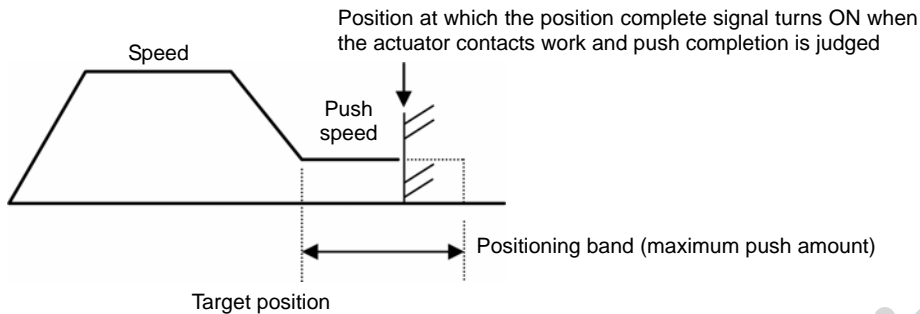 Position at which the position complete signal turns ON when
the actuator contacts work and push completion is judged
Speed
Push
speed
Positioning band (maximum push amount)
Target position